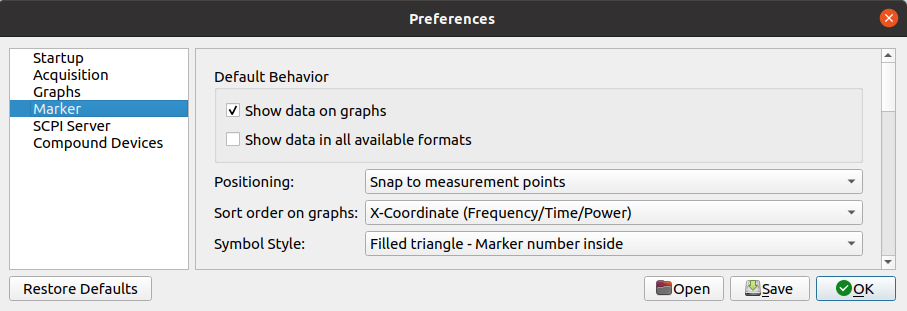 Preferences
Startup
Acquisition
Graphs
Marker
SCPI Server
Compound Devices
Default Behavior
Show data on graphs
Show data in all available formats
Positioning: Snap to measurement points
Sort order on graphs: X-Coordinate (Frequency/Time/Power)
Symbol Style: Filled triangle - Marker number inside
Restore Defaults Open Save OK